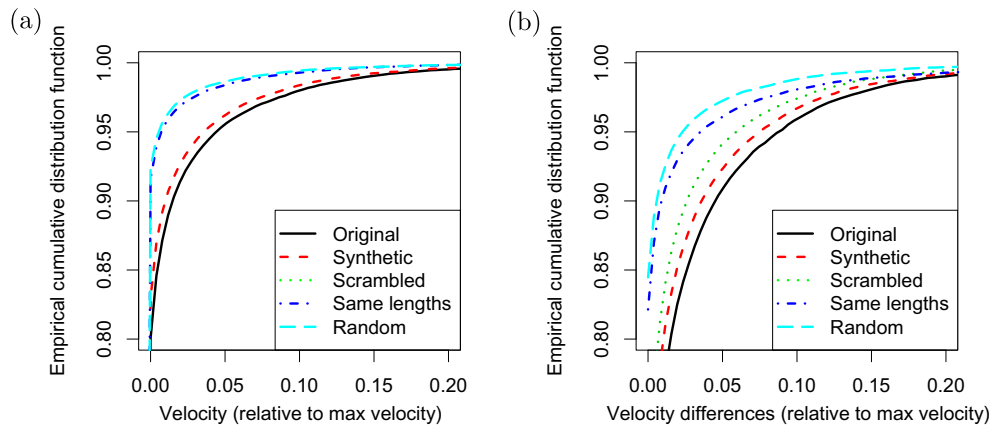 (a)
Empirical cumulative distribution function
1.00
0.95
0.90
0.85
0.80
Original
Synthetic
Scrambled
Same lengths
Random
0.00 0.05 0.10 0.15 0.20
Velocity (relative to max velocity)
(b)
Empirical cumulative distribution function
1.00
0.95
0.90
0.85
0.80
Original
Synthetic
Scrambled
Same lengths
Random
0.00 0.05 0.10 0.15 0.20
Velocity differences (relative to max velocity)